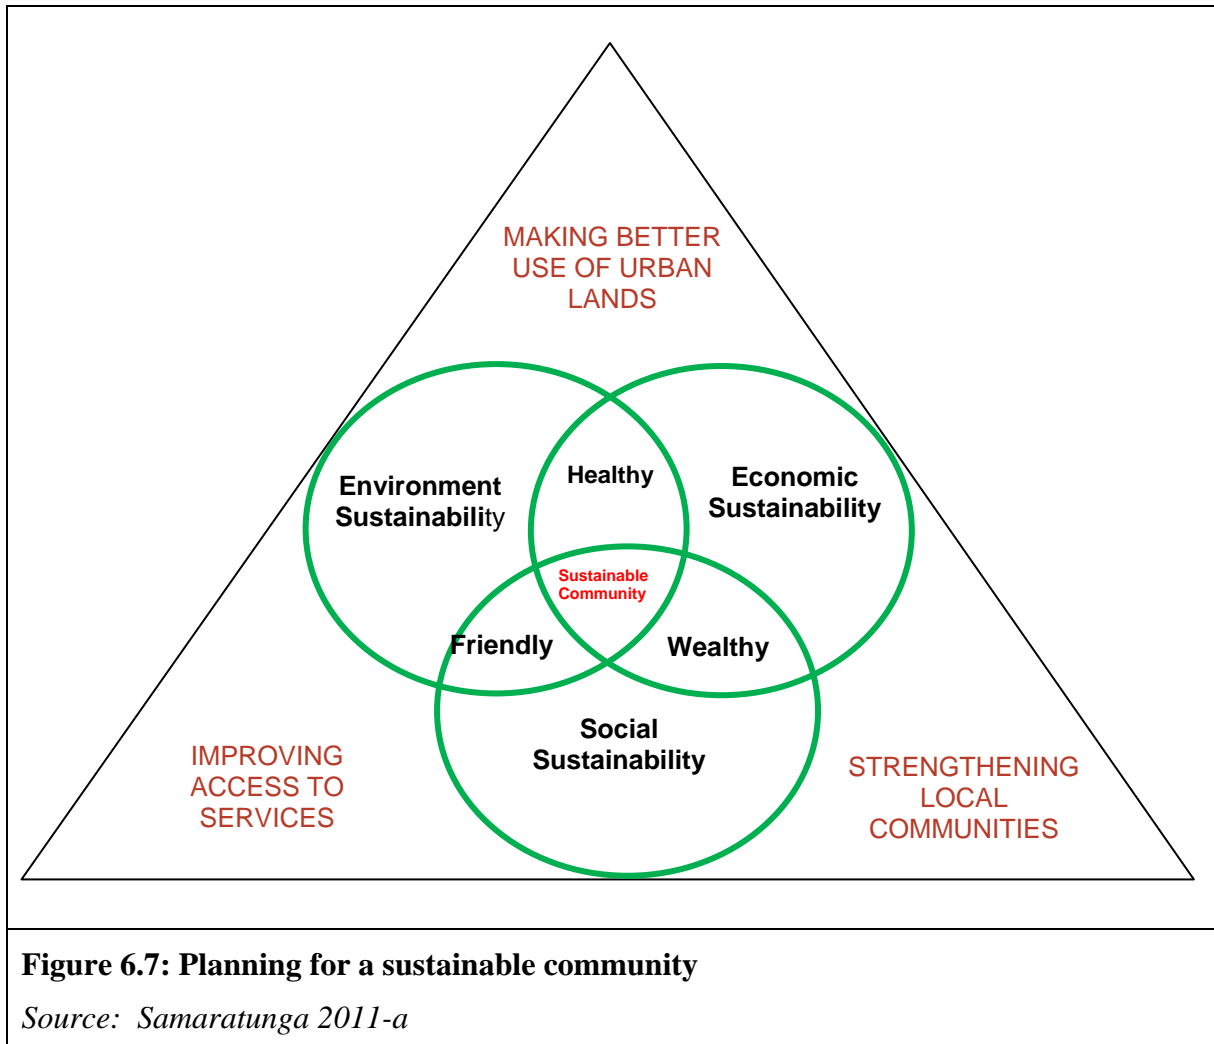 MAKING BETTER
USE OF URBAN
LANDS
Healthy
Environment
Sustainability
Economic
Sustainability
Sustainable
Community
Friendly
Wealthy
Social
Sustainability
IMPROVING
ACCESS TO
SERVICES
STRENGTHENING
LOCAL
COMMUNITIES
Figure 6.7: Planning for a sustainable community
Source: Samaratunga 2011-a